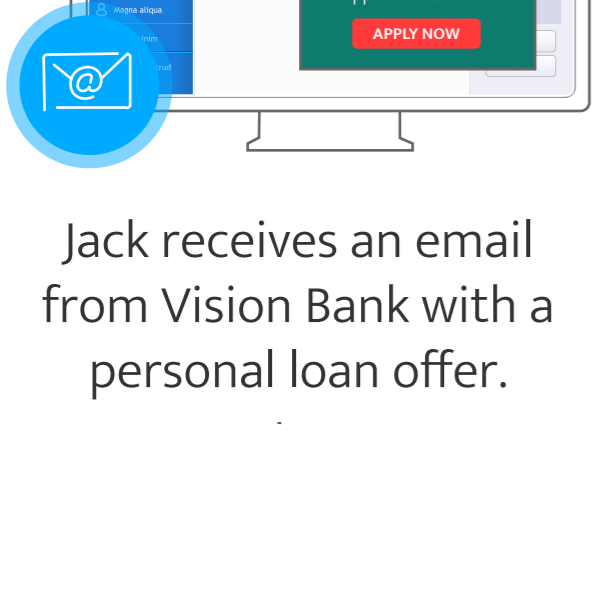 Magna aliqua
APPLY NOW
Jack receives an email
from Vision Bank with a
personal loan offer.